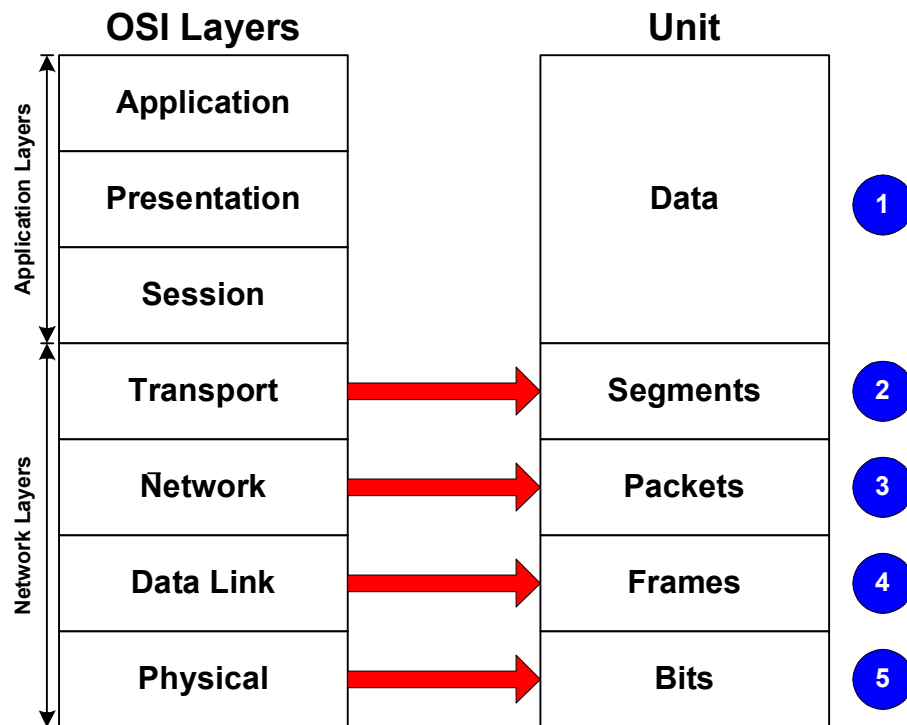 OSI Layers
Unit
Application Layers
Application
Presentation
Session
Data
1
Network Layers
Transport
Segments
2
Network
Packets
3
Data Link
Frames
4
Physical
Bits
5